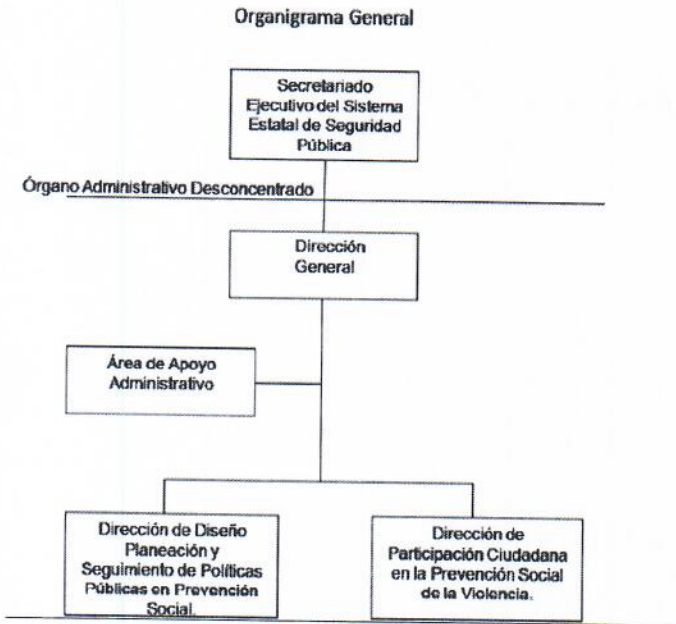 Organigrama General
Secretariado
Ejecutivo del Sistema
Estatal de Seguridad
Pública
Órgano Administrativo Desconcentrado
Dirección
General
Área de Apoyo
Administrativo
Dirección de Diseño
Planeación y
Seguimiento de Políticas
Públicas en Prevención
Social.
Dirección de
Participación Ciudadana
en la Prevención Social
de la Violencia.